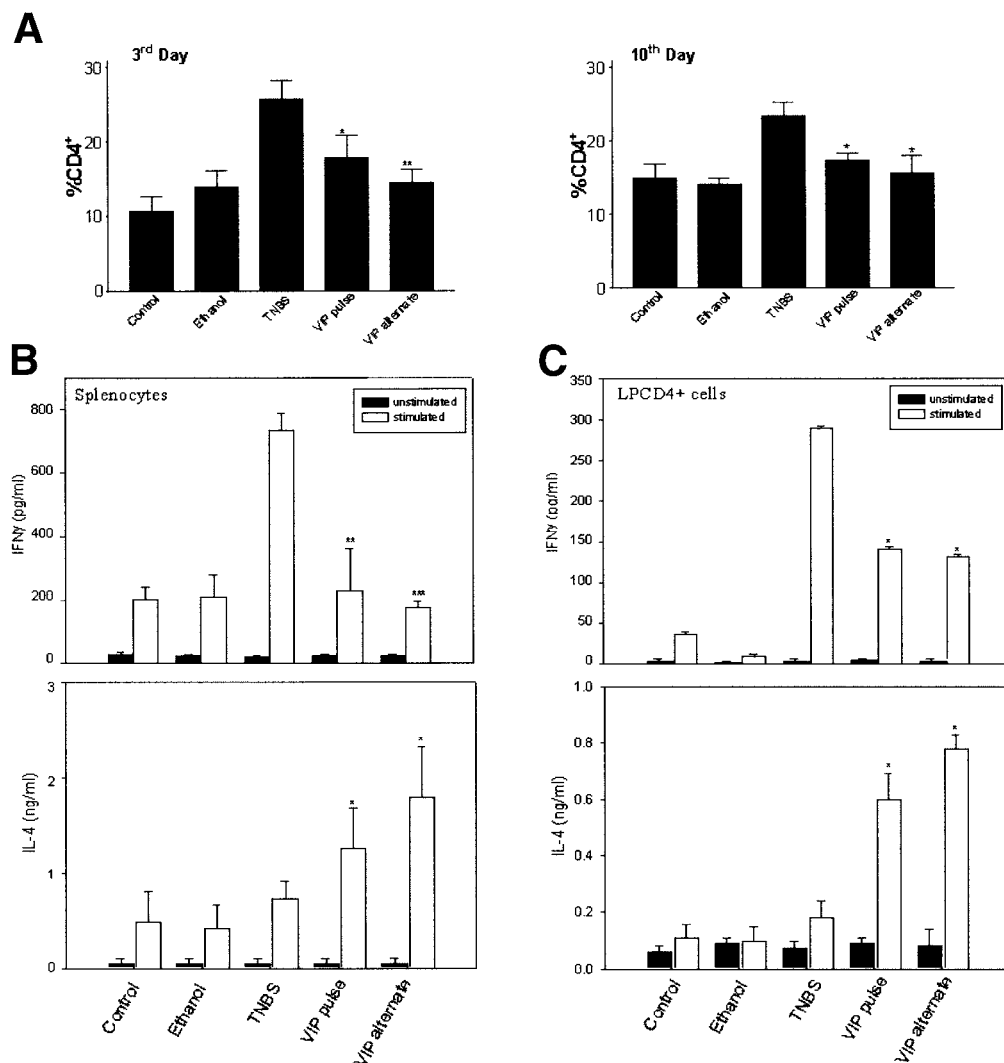 A
3rd Day
30
20
10
0
%CD4+
Control
Ethanol
TNBS
VIP pulse
VIP alternate
*
**
10th Day
30
20
10
0
%CD4+
Control
Ethanol
TNBS
VIP pulse
VIP alternate
*
*
B
Splenocytes
unstimulated
stimulated
800
600
400
200
0
IFNγ (pg/ml)
**
***
3
2
1
0
IL-4 (ng/ml)
*
*
Control
Ethanol
TNBS
VIP pulse
VIP alternate
C
LPCD4+ cells
unstimulated
stimulated
350
300
250
200
150
100
50
0
IFNγ (pg/ml)
*
*
1.0
0.8
0.6
0.4
0.2
0.0
IL-4 (ng/ml)
*
*
Control
Ethanol
TNBS
VIP pulse
VIP alternate